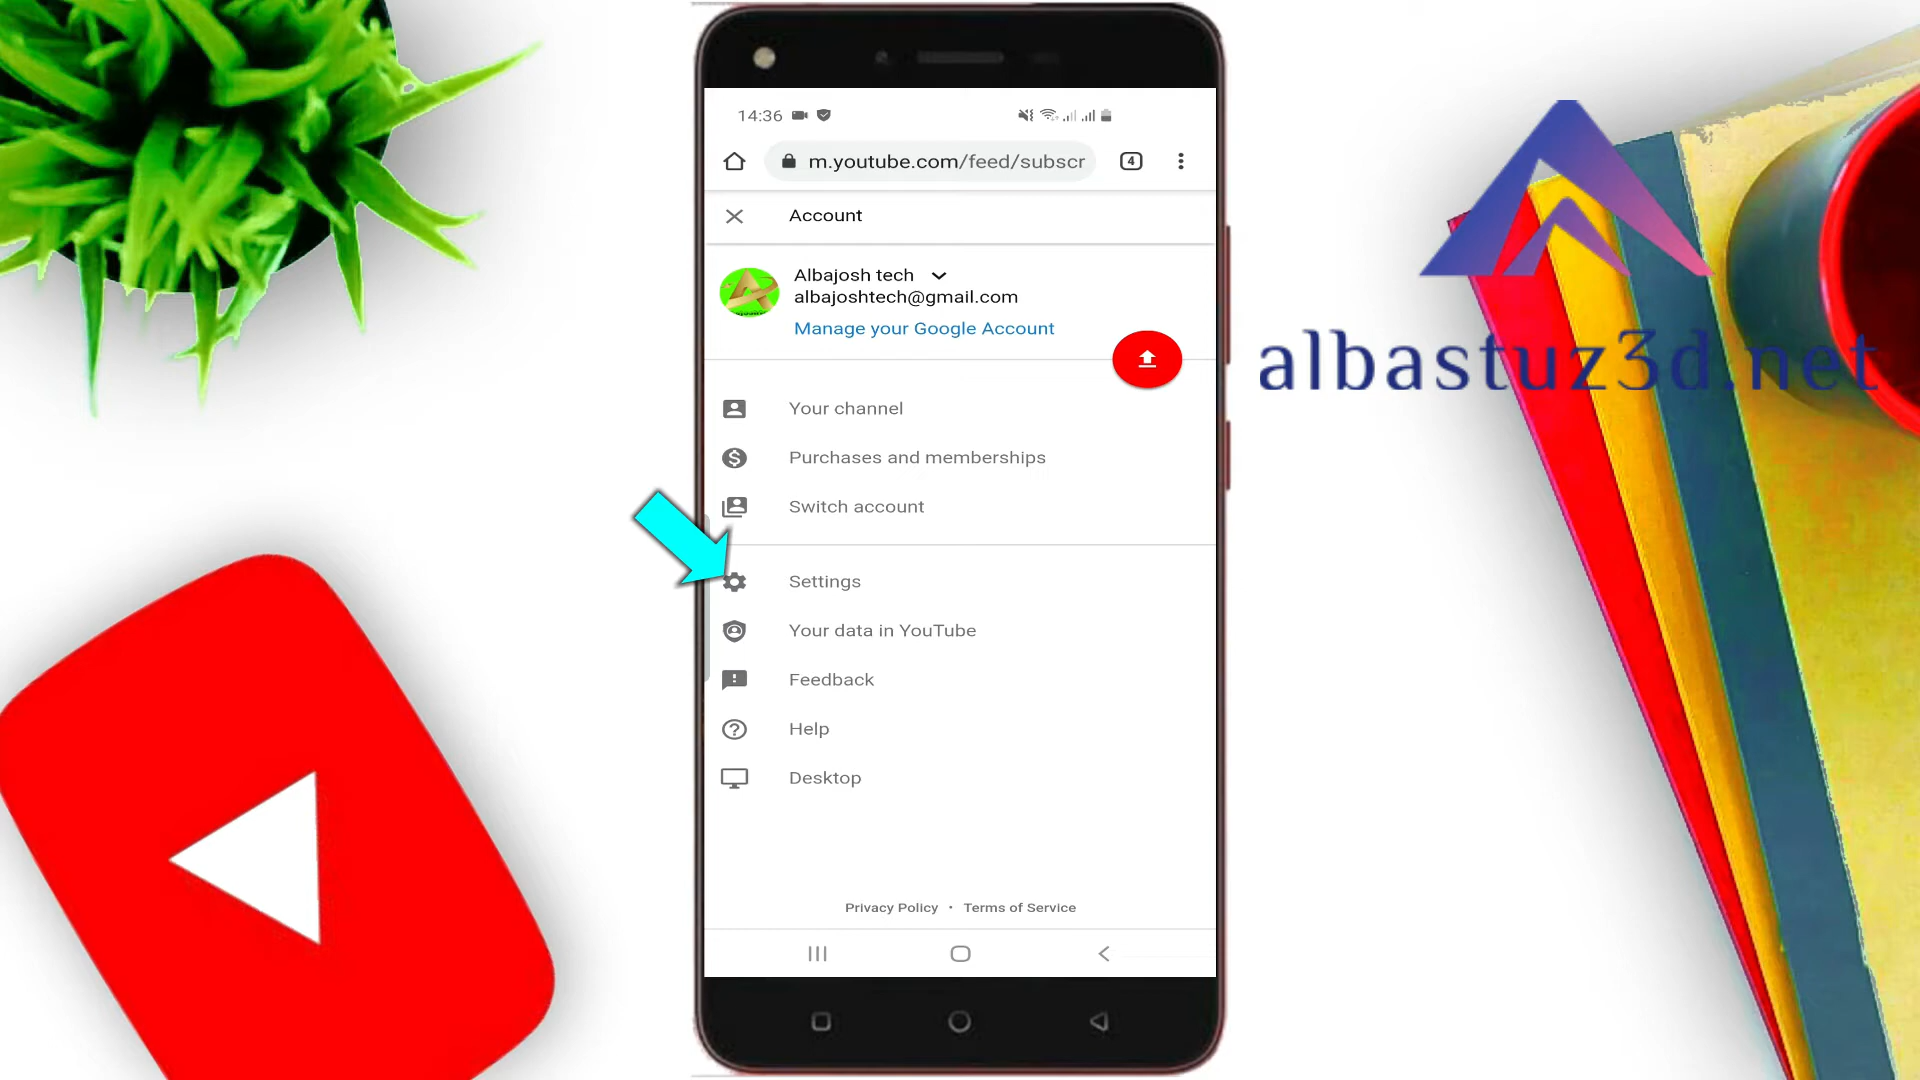 14:36
m.youtube.com/feed/subscr
4
Account
Albajosh tech
albajoshtech@gmail.com
Manage your Google Account
albastuz3d.net
Your channel
Purchases and memberships
Switch account
Settings
Your data in YouTube
Feedback
Help
Desktop
Privacy Policy • Terms of Service